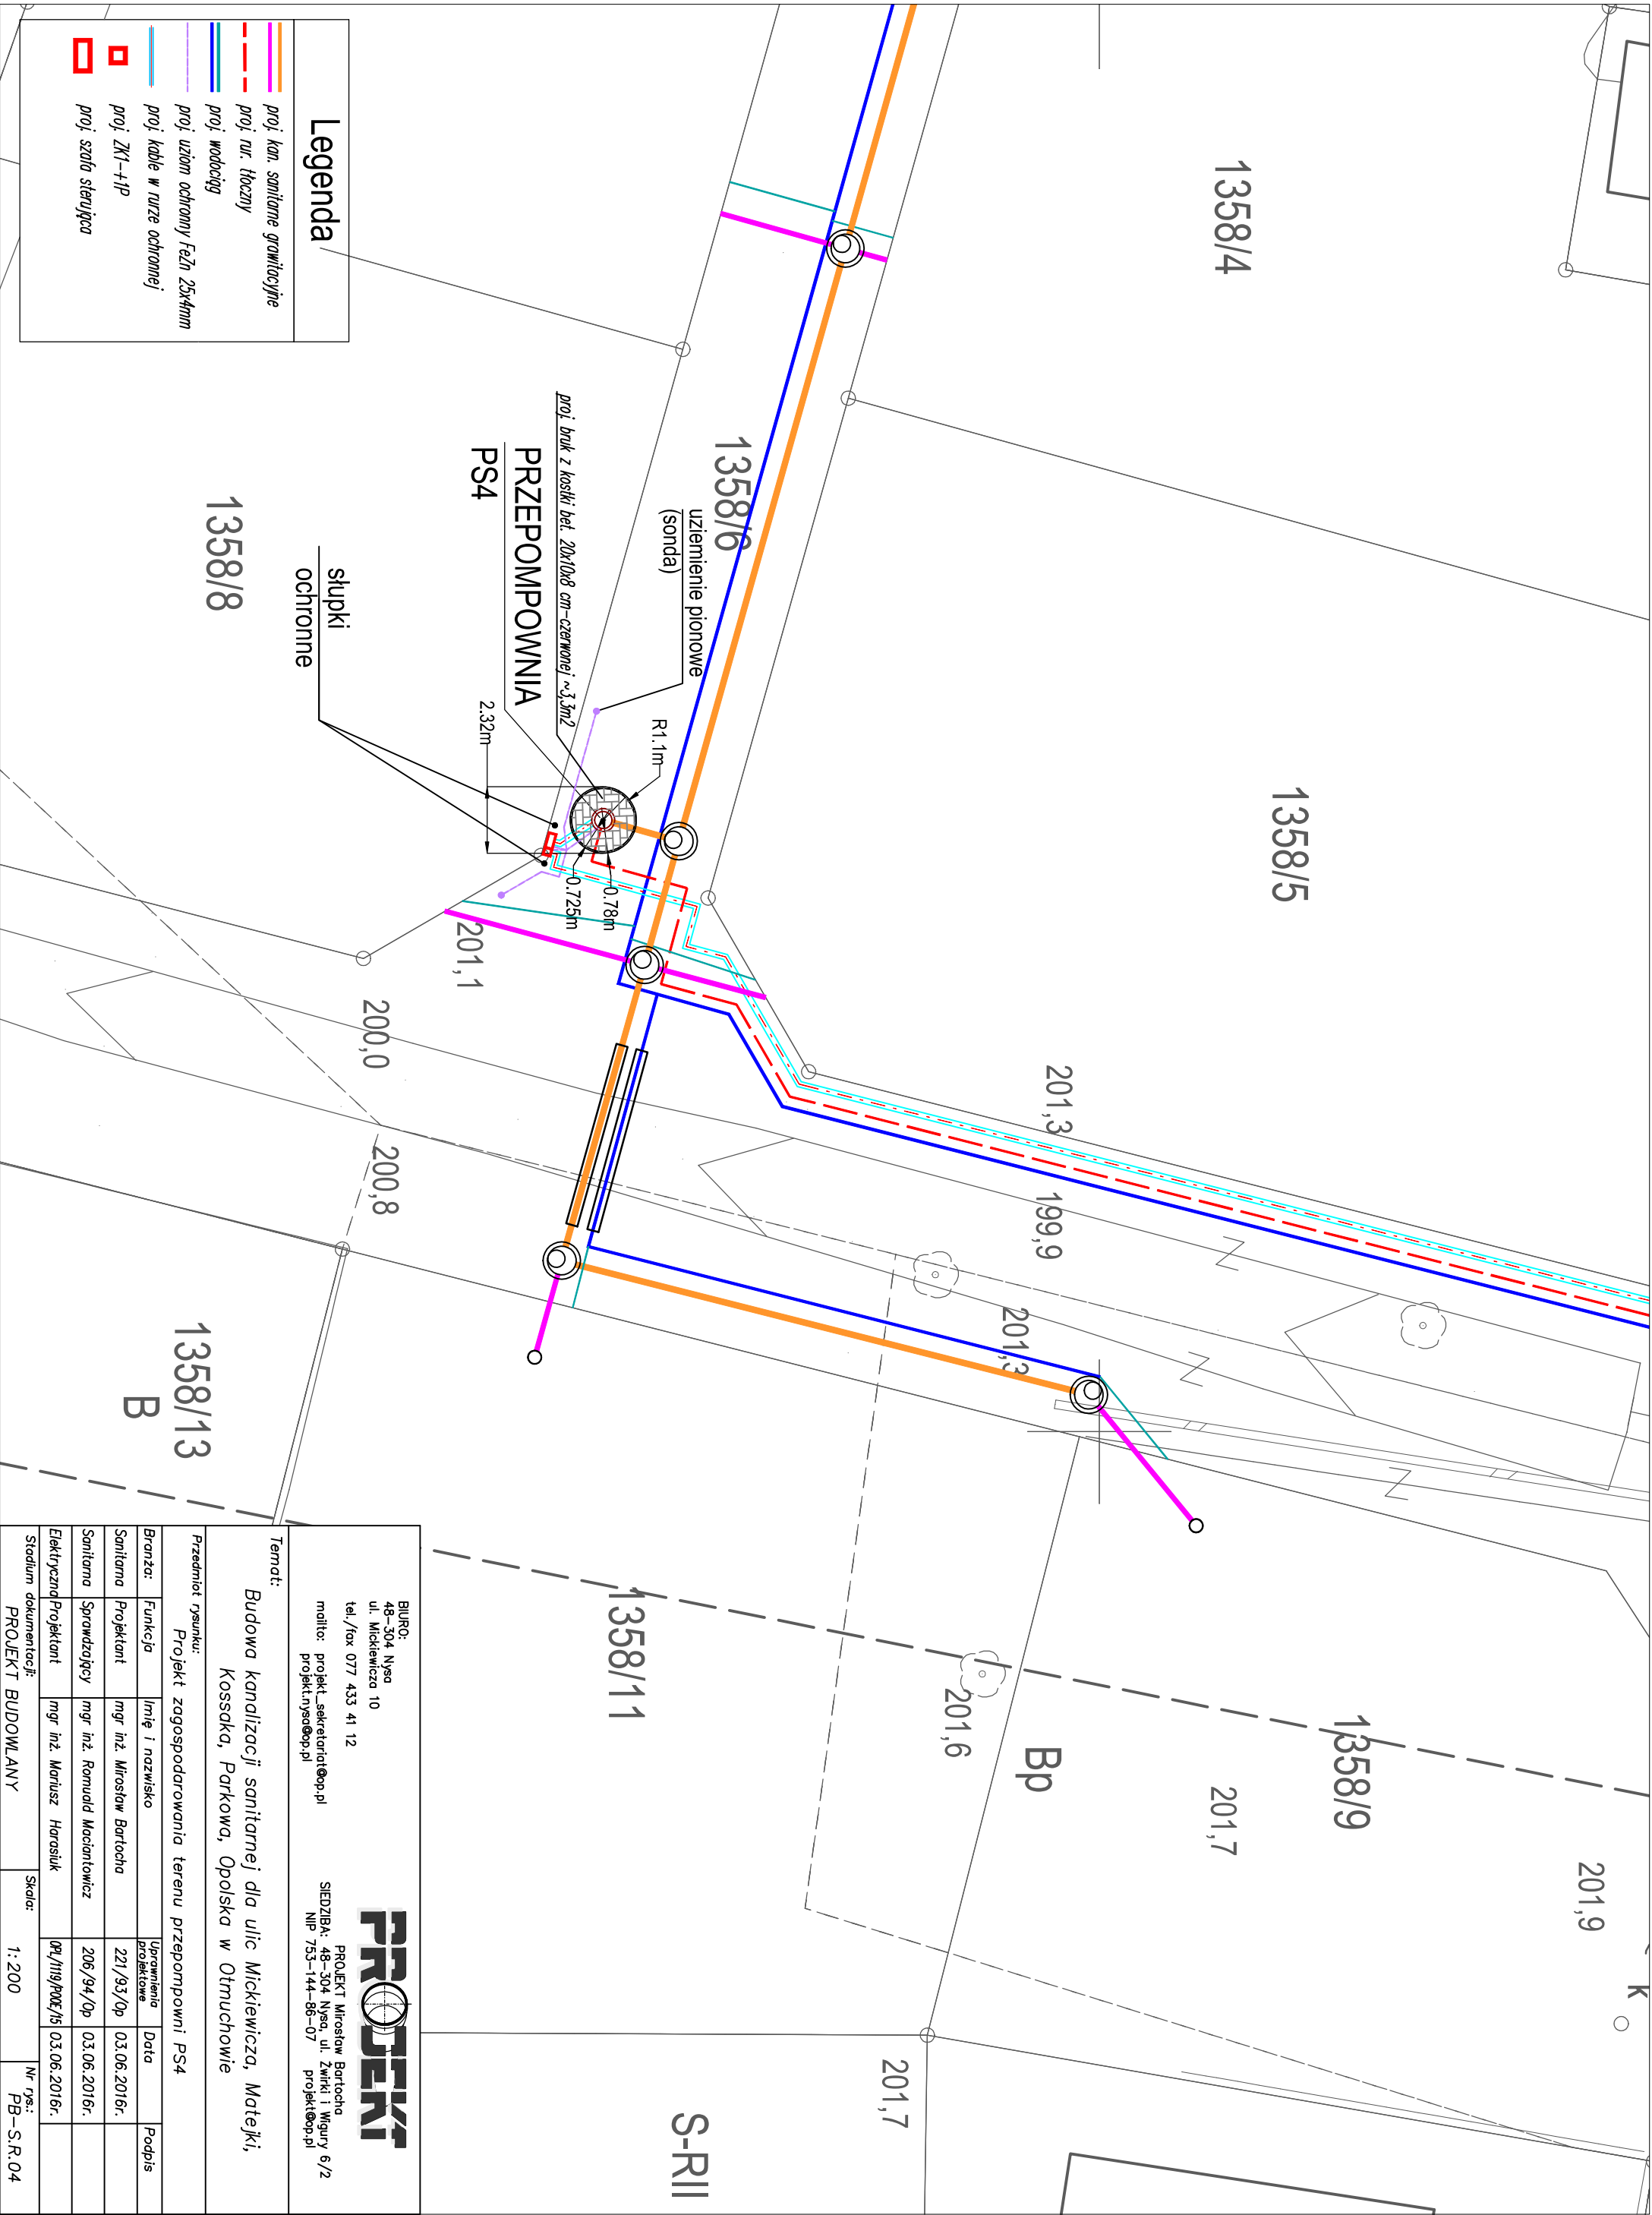 Legenda
proj. kan. sanitarne grawitacyjne
proj. rur. tłoczny
proj. wodociąg
proj. uziom ochronny FeZn 25x4mm
proj. kable w rurze ochronnej
proj. ZK1-+1P
proj. szafa sterująca
1358/4
1358/5
1358/6
uziemienie pionowe
(sonda)
R1.1m
proj. bruk z kostki bet. 20x10x8 cm-czerwonej ~3,3m2
PRZEPOMPOWNIA
PS4
2.32m
0.78m
0.725m
słupki
ochronne
1358/8
201,1
200,0
200,8
201,3
199,9
201,3
1358/13
B
1358/11
201,6
Bp
1358/9
201,7
201,9
k
201,7
S-RII
BIURO:
48-304 Nysa
ul. Mickiewicza 10
tel./fax 077 433 41 12
mailto: projekt_sekretariat@op.pl
projekt.nysa@op.pl
PROJEKT
PROJEKT Mirosław Bartocha
SIEDZIBA: 48-304 Nysa, ul. Żwirki i Wigury 6/2
NIP 753-144-86-07 projekt@op.pl
Temat:
Budowa kanalizacji sanitarnej dla ulic Mickiewicza, Matejki,
Kossaka, Parkowa, Opolska w Otmuchowie
Przedmiot rysunku:
Projekt zagospodarowania terenu przepompowni PS4
Branża: Funkcja Imię i nazwisko Uprawnienia projektowe Data Podpis
Sanitarna Projektant mgr inż. Mirosław Bartocha 221/93/Op 03.06.2016r.
Sanitarna Sprawdzający mgr inż. Romuald Maciantowicz 206/94/Op 03.06.2016r.
Elektryczna Projektant mgr inż. Mariusz Harasiuk OPL/1119/POOE/15 03.06.2016r.
Stadium dokumentacji: Skala: Nr rys.:
PROJEKT BUDOWLANY 1:200 PB-S.R.04